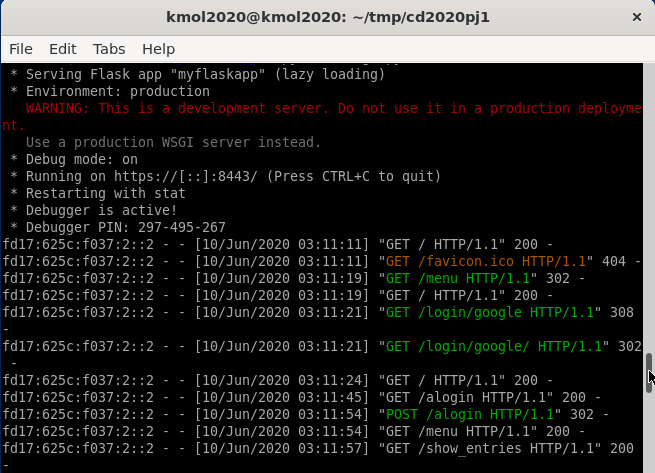 kmol2020@kmol2020: ~/tmp/cd2020pj1
File Edit Tabs Help
* Serving Flask app "myflaskapp" (lazy loading)
* Environment: production
WARNING: This is a development server. Do not use it in a production deployme
nt.
Use a production WSGI server instead.
* Debug mode: on
* Running on https://[::]:8443/ (Press CTRL+C to quit)
* Restarting with stat
* Debugger is active!
* Debugger PIN: 297-495-267
fd17:625c:f037:2::2 - - [10/Jun/2020 03:11:11] "GET / HTTP/1.1" 200 -
fd17:625c:f037:2::2 - - [10/Jun/2020 03:11:11] "GET /favicon.ico HTTP/1.1" 404 -
fd17:625c:f037:2::2 - - [10/Jun/2020 03:11:19] "GET /menu HTTP/1.1" 302 -
fd17:625c:f037:2::2 - - [10/Jun/2020 03:11:19] "GET / HTTP/1.1" 200 -
fd17:625c:f037:2::2 - - [10/Jun/2020 03:11:21] "GET /login/google HTTP/1.1" 308
-
fd17:625c:f037:2::2 - - [10/Jun/2020 03:11:21] "GET /login/google/ HTTP/1.1" 302
-
fd17:625c:f037:2::2 - - [10/Jun/2020 03:11:24] "GET / HTTP/1.1" 200 -
fd17:625c:f037:2::2 - - [10/Jun/2020 03:11:45] "GET /alogin HTTP/1.1" 200 -
fd17:625c:f037:2::2 - - [10/Jun/2020 03:11:54] "POST /alogin HTTP/1.1" 302 -
fd17:625c:f037:2::2 - - [10/Jun/2020 03:11:54] "GET /menu HTTP/1.1" 200 -
fd17:625c:f037:2::2 - - [10/Jun/2020 03:11:57] "GET /show_entries HTTP/1.1" 200
-